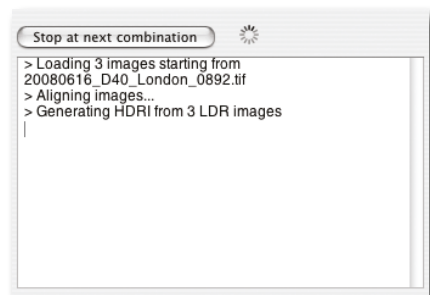 Stop at next combination
> Loading 3 images starting from
20080616_D40_London_0892.tif
> Aligning images...
> Generating HDRI from 3 LDR images